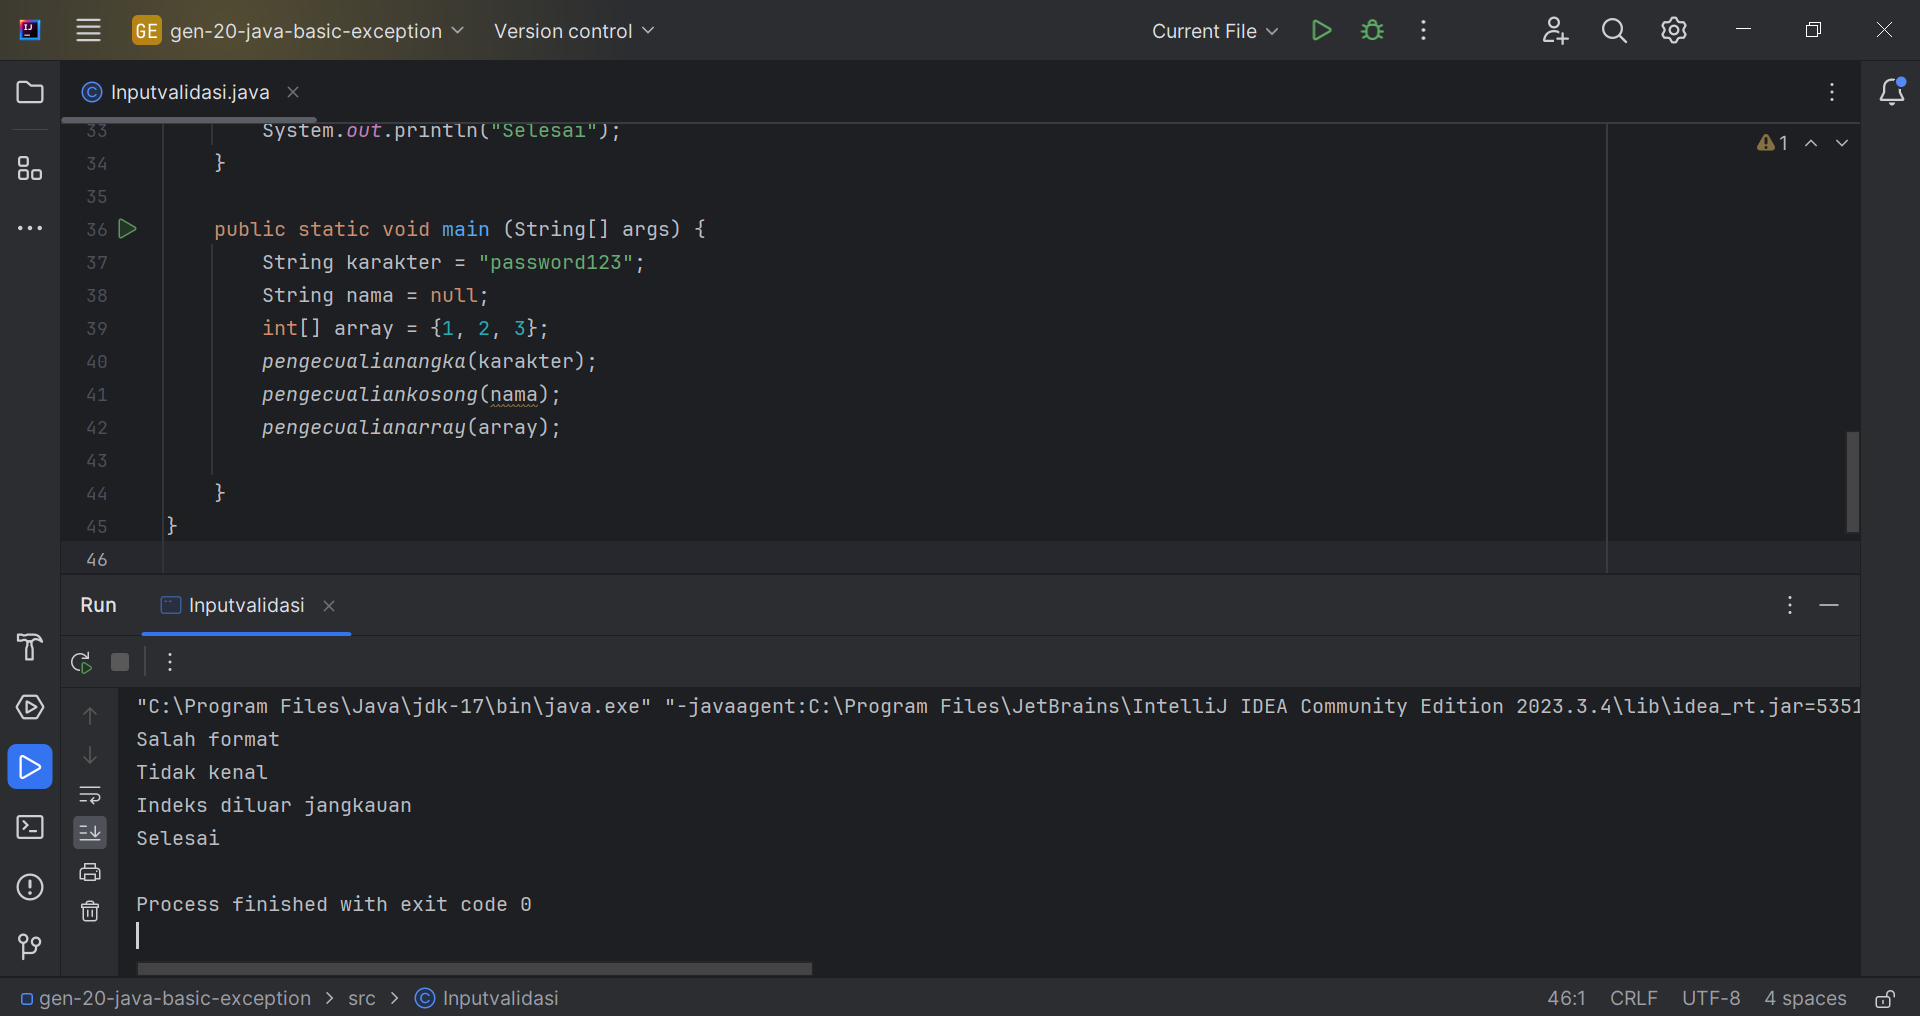 GE gen-20-java-basic-exception Version control Current File
Inputvalidasi.java
33 System.out.println("Selesai");
34 }
35
36 public static void main (String[] args) {
37 String karakter = "password123";
38 String nama = null;
39 int[] array = {1, 2, 3};
40 pengecualianangka(karakter);
41 pengecualiankosong(nama);
42 pengecualianarray(array);
43
44 }
45 }
46
1
Run Inputvalidasi
"C:\Program Files\Java\jdk-17\bin\java.exe" "-javaagent:C:\Program Files\JetBrains\IntelliJ IDEA Community Edition 2023.3.4\lib\idea_rt.jar=5351
Salah format
Tidak kenal
Indeks diluar jangkauan
Selesai
Process finished with exit code 0
gen-20-java-basic-exception > src > Inputvalidasi 46:1 CRLF UTF-8 4 spaces